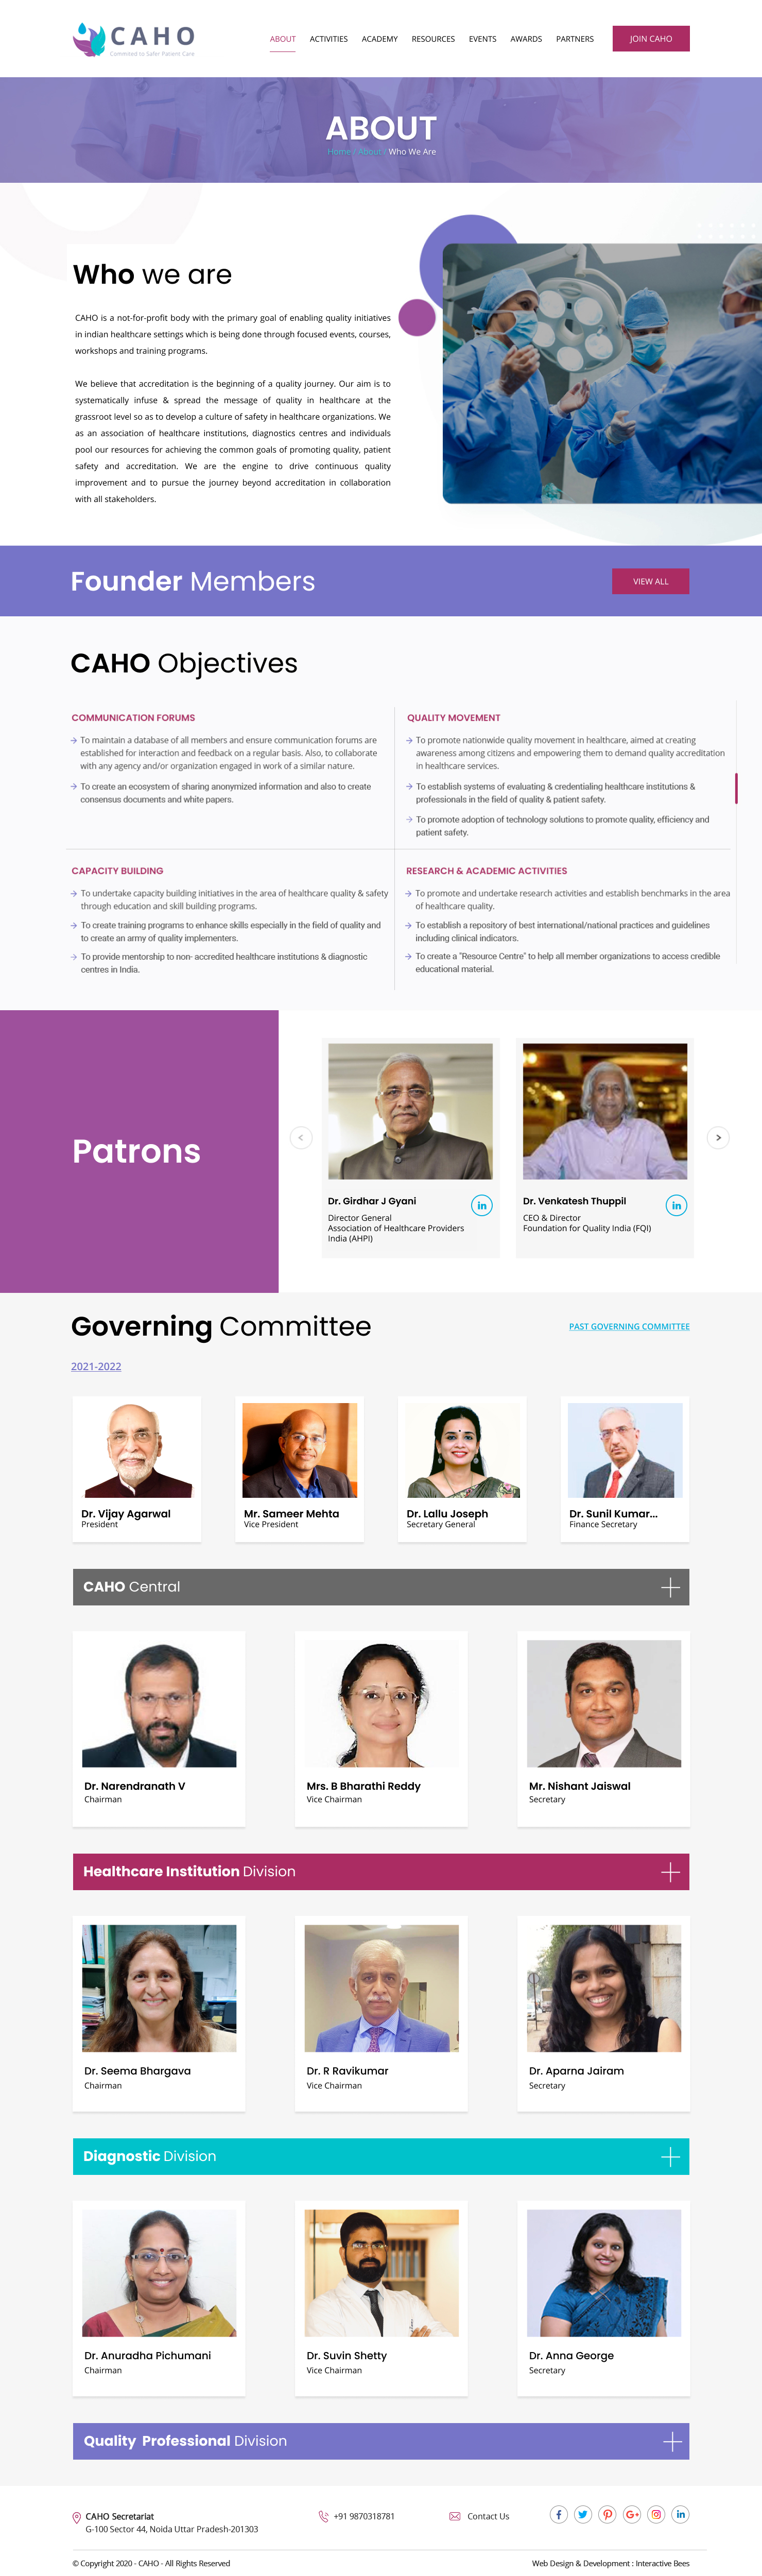 CAHO
Committed to Safer Patient Care
ABOUT ACTIVITIES ACADEMY RESOURCES EVENTS AWARDS PARTNERS JOIN CAHO
ABOUT
Home / About / Who We Are
Who we are
CAHO is a not-for-profit body with the primary goal of enabling quality initiatives
in indian healthcare settings which is being done through focused events, courses,
workshops and training programs.
We believe that accreditation is the beginning of a quality journey. Our aim is to
systematically infuse & spread the message of quality in healthcare at the
grassroot level so as to develop a culture of safety in healthcare organizations. We
as an association of healthcare institutions, diagnostics centres and individuals
pool our resources for achieving the common goals of promoting quality, patient
safety and accreditation. We are the engine to drive continuous quality
improvement and to pursue the journey beyond accreditation in collaboration
with all stakeholders.
Founder Members
VIEW ALL
CAHO Objectives
COMMUNICATION FORUMS
To maintain a database of all members and ensure communication forums are
established for interaction and feedback on a regular basis. Also, to collaborate
with any agency and/or organization engaged in work of a similar nature.
To create an ecosystem of sharing anonymized information and also to create
consensus documents and white papers.
QUALITY MOVEMENT
To promote nationwide quality movement in healthcare, aimed at creating
awareness among citizens and empowering them to demand quality accreditation
in healthcare services.
To establish systems of evaluating & credentialing healthcare institutions &
professionals in the field of quality & patient safety.
To promote adoption of technology solutions to promote quality, efficiency and
patient safety.
CAPACITY BUILDING
To undertake capacity building initiatives in the area of healthcare quality & safety
through education and skill building programs.
To create training programs to enhance skills especially in the field of quality and
to create an army of quality implementers.
To provide mentorship to non- accredited healthcare institutions & diagnostic
centres in India.
RESEARCH & ACADEMIC ACTIVITIES
To promote and undertake research activities and establish benchmarks in the area
of healthcare quality.
To establish a repository of best international/national practices and guidelines
including clinical indicators.
To create a "Resource Centre" to help all member organizations to access credible
educational material.
Patrons
<
>
Dr. Girdhar J Gyani
Director General
Association of Healthcare Providers
India (AHPI)
in
Dr. Venkatesh Thuppil
CEO & Director
Foundation for Quality India (FQI)
in
Governing Committee
PAST GOVERNING COMMITTEE
2021-2022
Dr. Vijay Agarwal
President
Mr. Sameer Mehta
Vice President
Dr. Lallu Joseph
Secretary General
Dr. Sunil Kumar...
Finance Secretary
CAHO Central
Dr. Narendranath V
Chairman
Mrs. B Bharathi Reddy
Vice Chairman
Mr. Nishant Jaiswal
Secretary
Healthcare Institution Division
Dr. Seema Bhargava
Chairman
Dr. R Ravikumar
Vice Chairman
Dr. Aparna Jairam
Secretary
Diagnostic Division
Dr. Anuradha Pichumani
Chairman
Dr. Suvin Shetty
Vice Chairman
Dr. Anna George
Secretary
Quality Professional Division
CAHO Secretariat
G-100 Sector 44, Noida Uttar Pradesh-201303
+91 9870318781
Contact Us
© Copyright 2020 - CAHO - All Rights Reserved
Web Design & Development : Interactive Bees